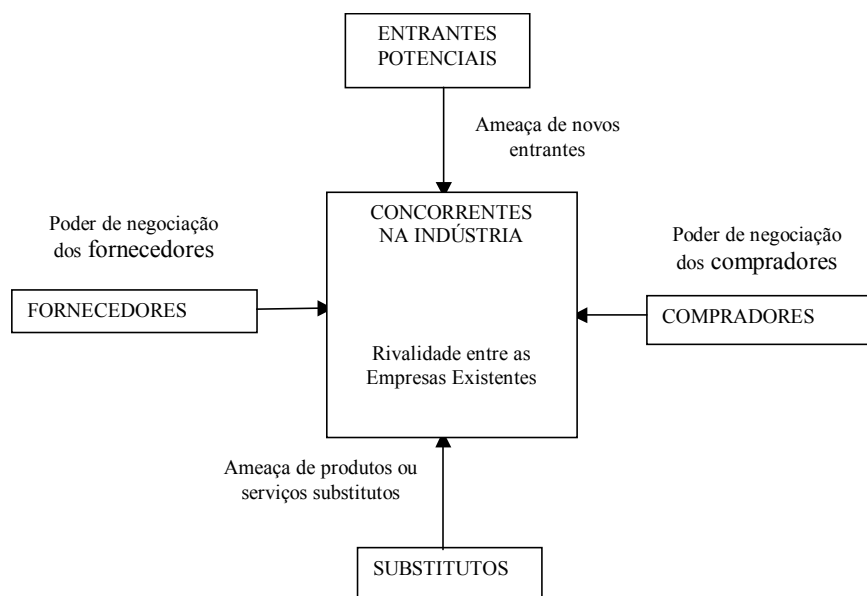 ENTRANTES
POTENCIAIS
Ameaça de novos
entrantes
CONCORRENTES
NA INDÚSTRIA
Poder de negociação
dos fornecedores
Poder de negociação
dos compradores
FORNECEDORES
COMPRADORES
Rivalidade entre as
Empresas Existentes
Ameaça de produtos ou
serviços substitutos
SUBSTITUTOS